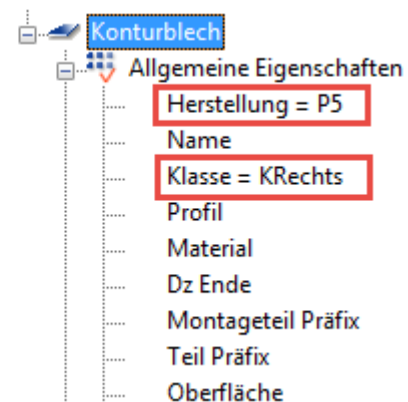 Konturblech
Allgemeine Eigenschaften
Herstellung = P5
Name
Klasse = KRechts
Profil
Material
Dz Ende
Montageteil Präfix
Teil Präfix
Oberfläche